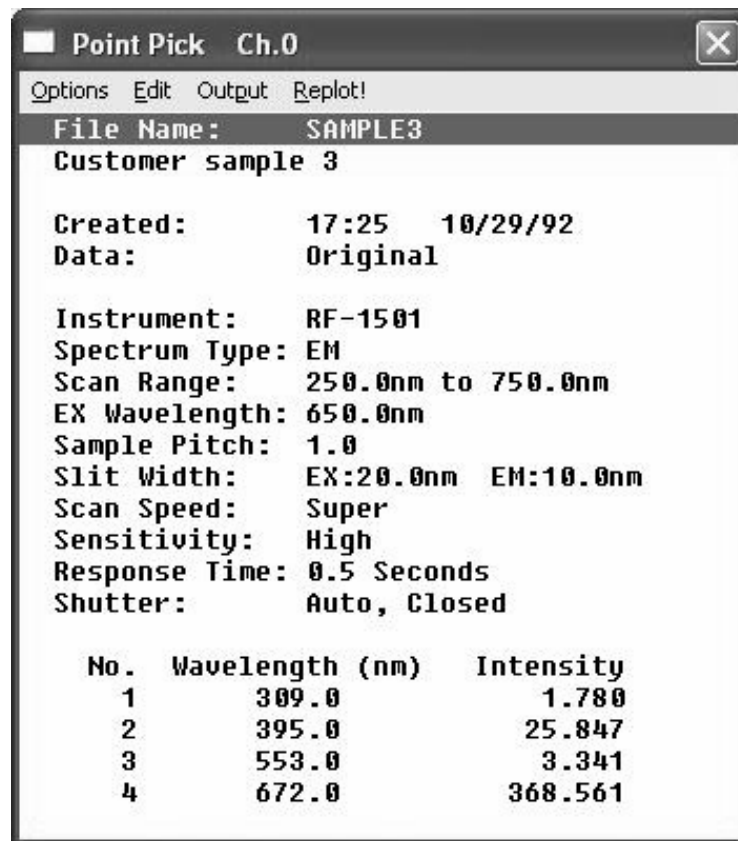 Point Pick Ch.0
Options Edit Output Replot!
File Name: SAMPLE3
Customer sample 3
Created: 17:25 10/29/92
Data: Original
Instrument: RF-1501
Spectrum Type: EM
Scan Range: 250.0nm to 750.0nm
EX Wavelength: 650.0nm
Sample Pitch: 1.0
Slit Width: EX:20.0nm EM:10.0nm
Scan Speed: Super
Sensitivity: High
Response Time: 0.5 Seconds
Shutter: Auto, Closed
No. Wavelength (nm) Intensity
1 309.0 1.780
2 395.0 25.847
3 553.0 3.341
4 672.0 368.561